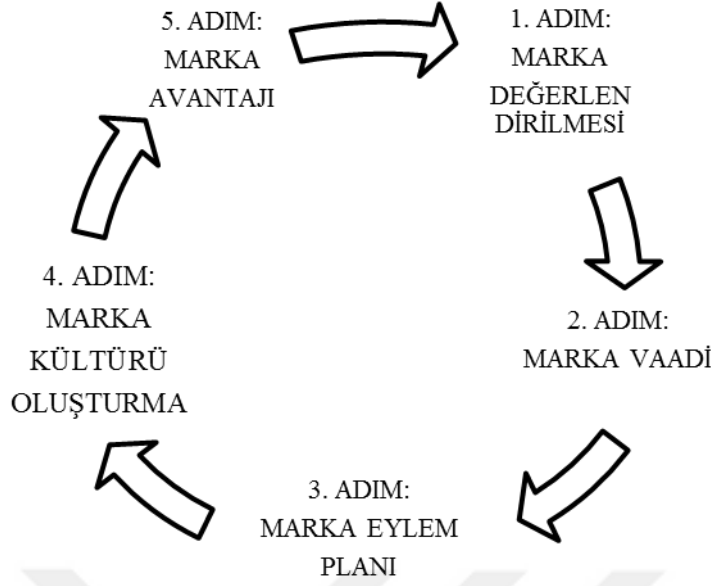 5. ADIM:
MARKA
AVANTAJI
1. ADIM:
MARKA
DEĞERLEN
DİRİLMESİ
2. ADIM:
MARKA VAADİ
3. ADIM:
MARKA EYLEM
PLANI
4. ADIM:
MARKA
KÜLTÜRÜ
OLUŞTURMA